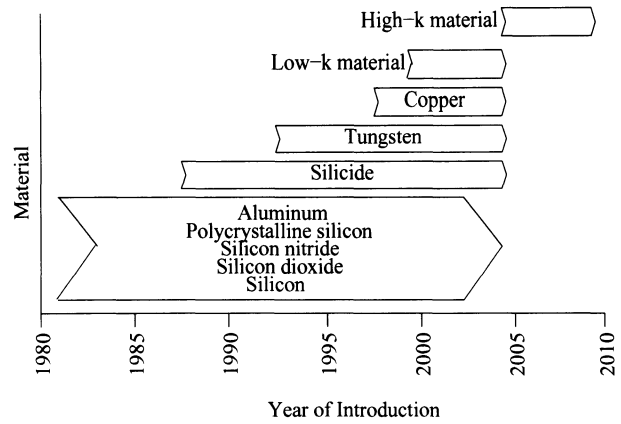 High-k material
Low-k material
Copper
Tungsten
Silicide
Aluminum
Polycrystalline silicon
Silicon nitride
Silicon dioxide
Silicon
Material
1980
1985
1990
1995
2000
2005
2010
Year of Introduction